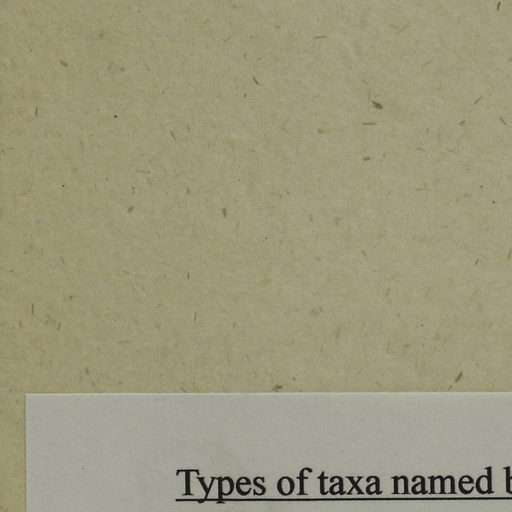 Types of taxa named b